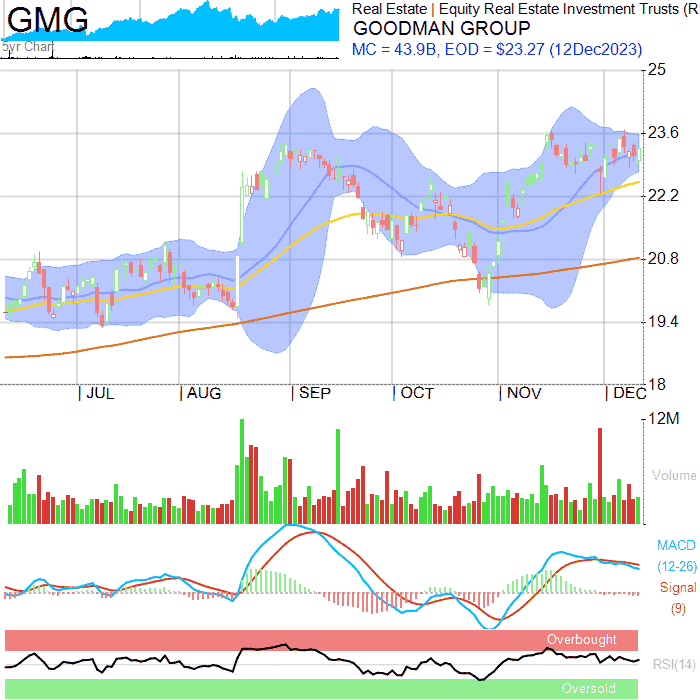 GMG
5yr Chart
Real Estate | Equity Real Estate Investment Trusts (R
GOODMAN GROUP
MC = 43.9B, EOD = $23.27 (12Dec2023)
25
23.6
22.2
20.8
19.4
18
| JUL | AUG | SEP | OCT | NOV | DEC
12M
Volume
MACD
(12-26)
Signal
(9)
Overbought
RSI(14)
Oversold